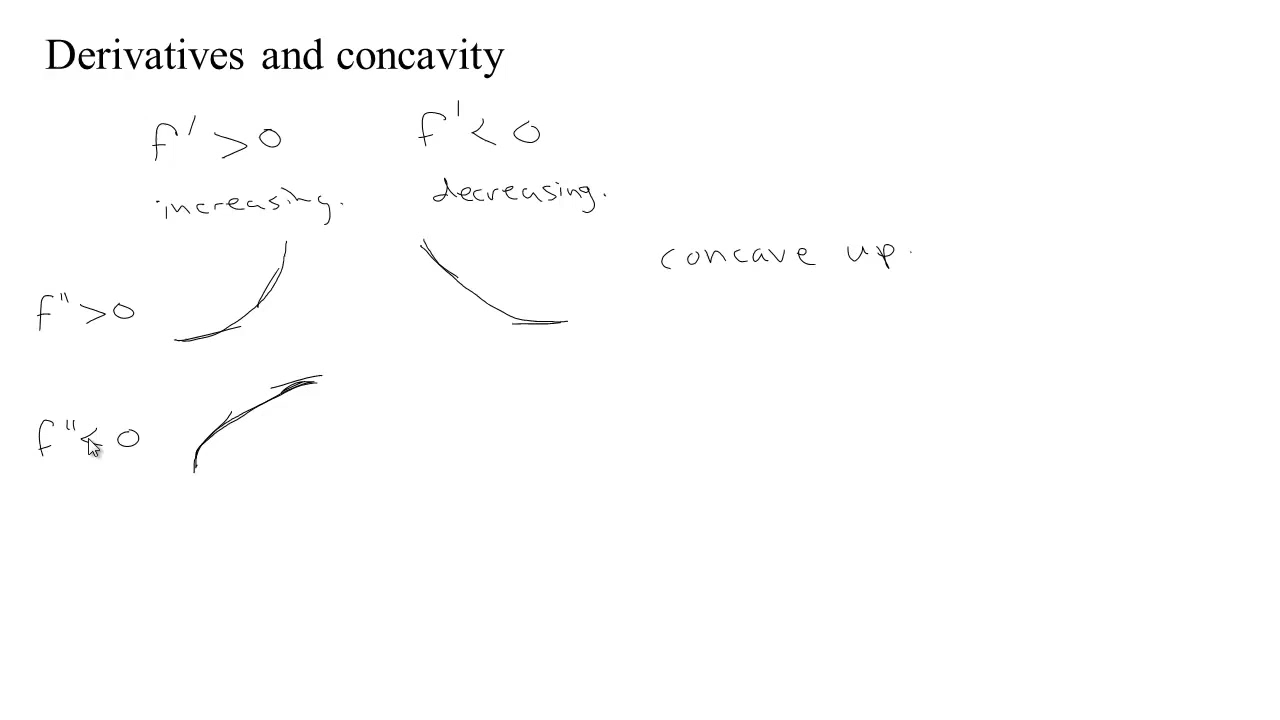 Derivatives and concavity
f' > 0 f' < 0
increasing. decreasing.
concave up.
f" > 0
f" < 0